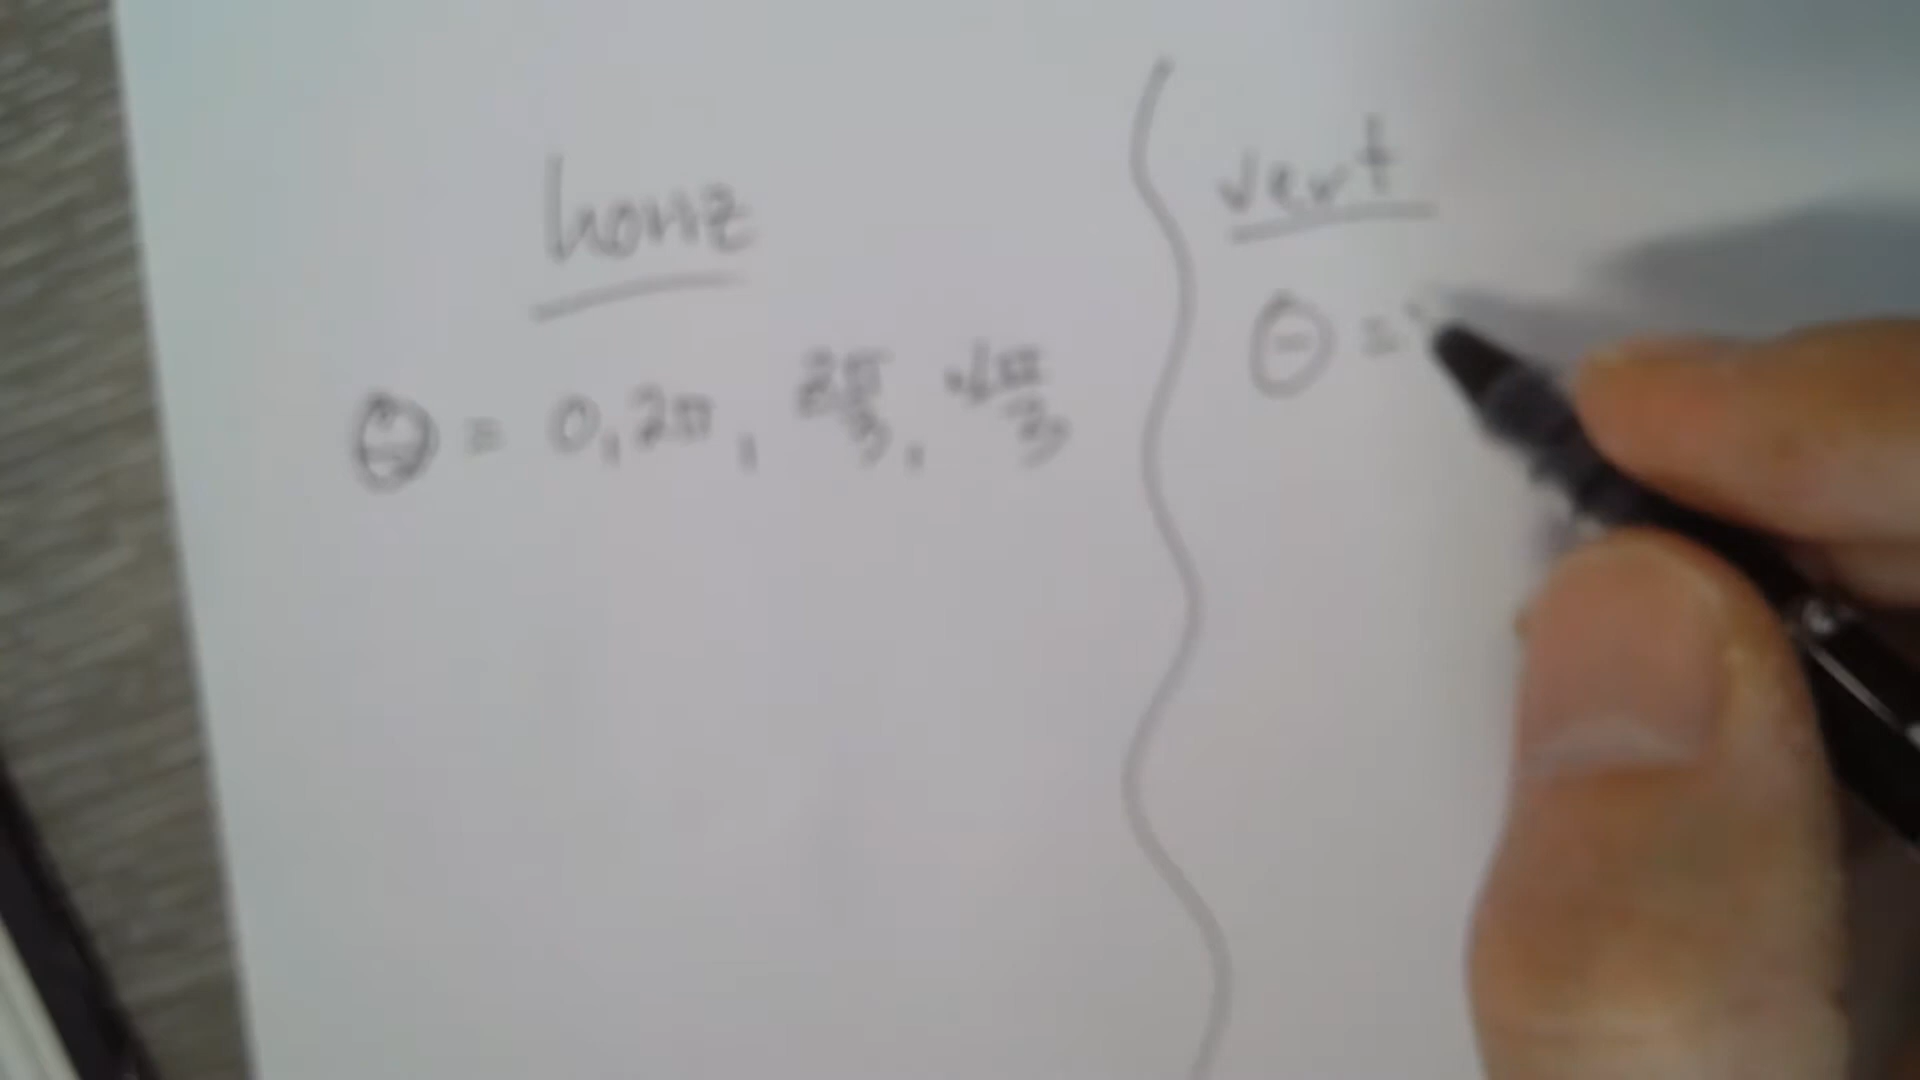 horiz
θ = 0, 2π, 2π/3, 4π/3
vert
θ =